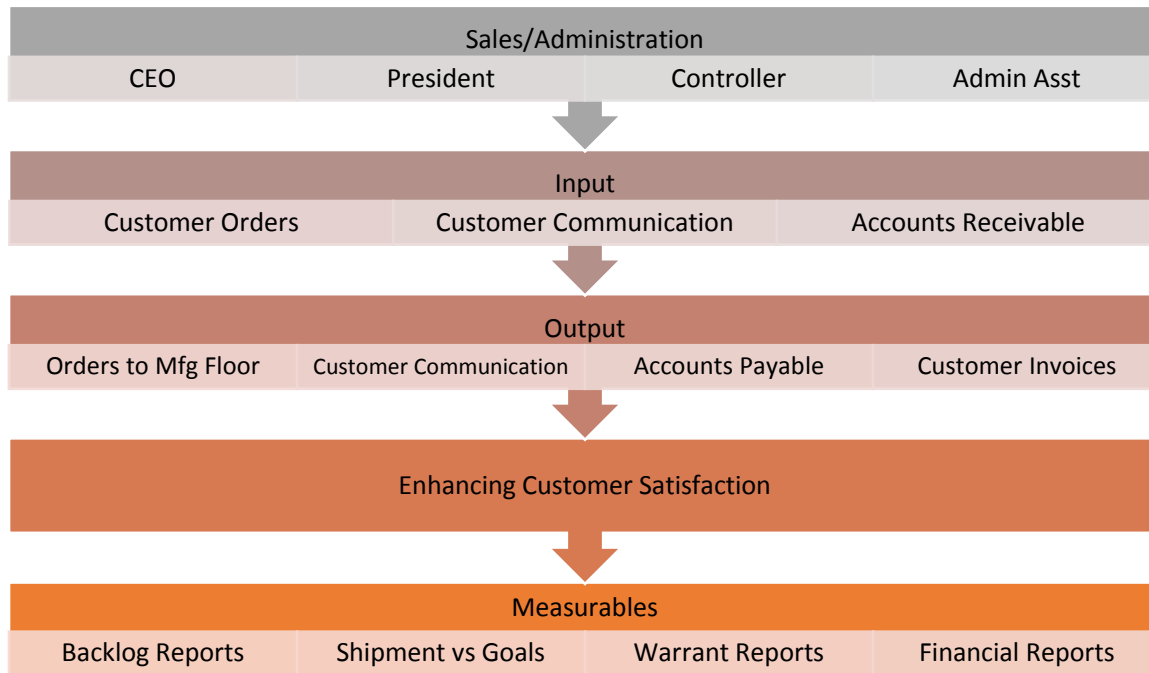 Sales/Administration
CEO President Controller Admin Asst
Input
Customer Orders Customer Communication Accounts Receivable
Output
Orders to Mfg Floor Customer Communication Accounts Payable Customer Invoices
Enhancing Customer Satisfaction
Measurables
Backlog Reports Shipment vs Goals Warrant Reports Financial Reports